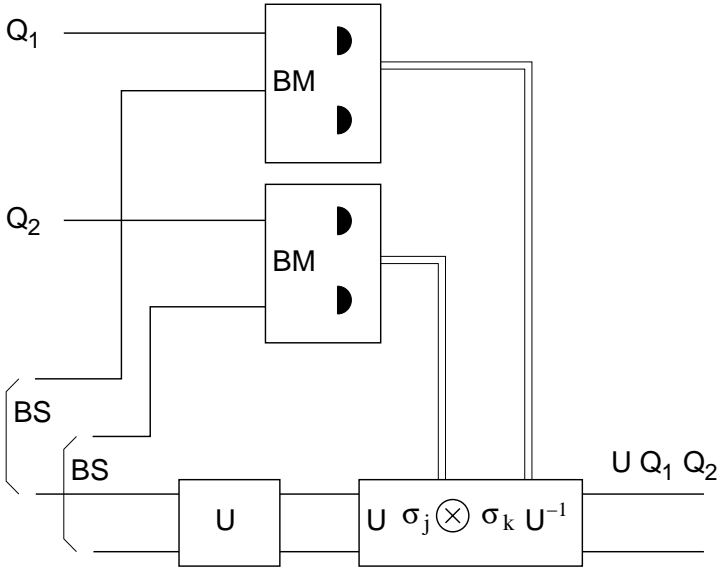 Q₁
BM
Q₂
BM
BS
BS
U Q₁ Q₂
U
U σⱼ ⊗ σₖ U⁻¹